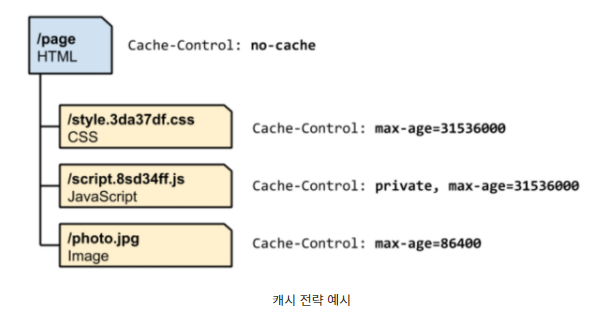 /page
HTML
Cache-Control: no-cache
/style.3da37df.css
CSS
Cache-Control: max-age=31536000
/script.8sd34ff.js
JavaScript
Cache-Control: private, max-age=31536000
/photo.jpg
Image
Cache-Control: max-age=86400
캐시 전략 예시